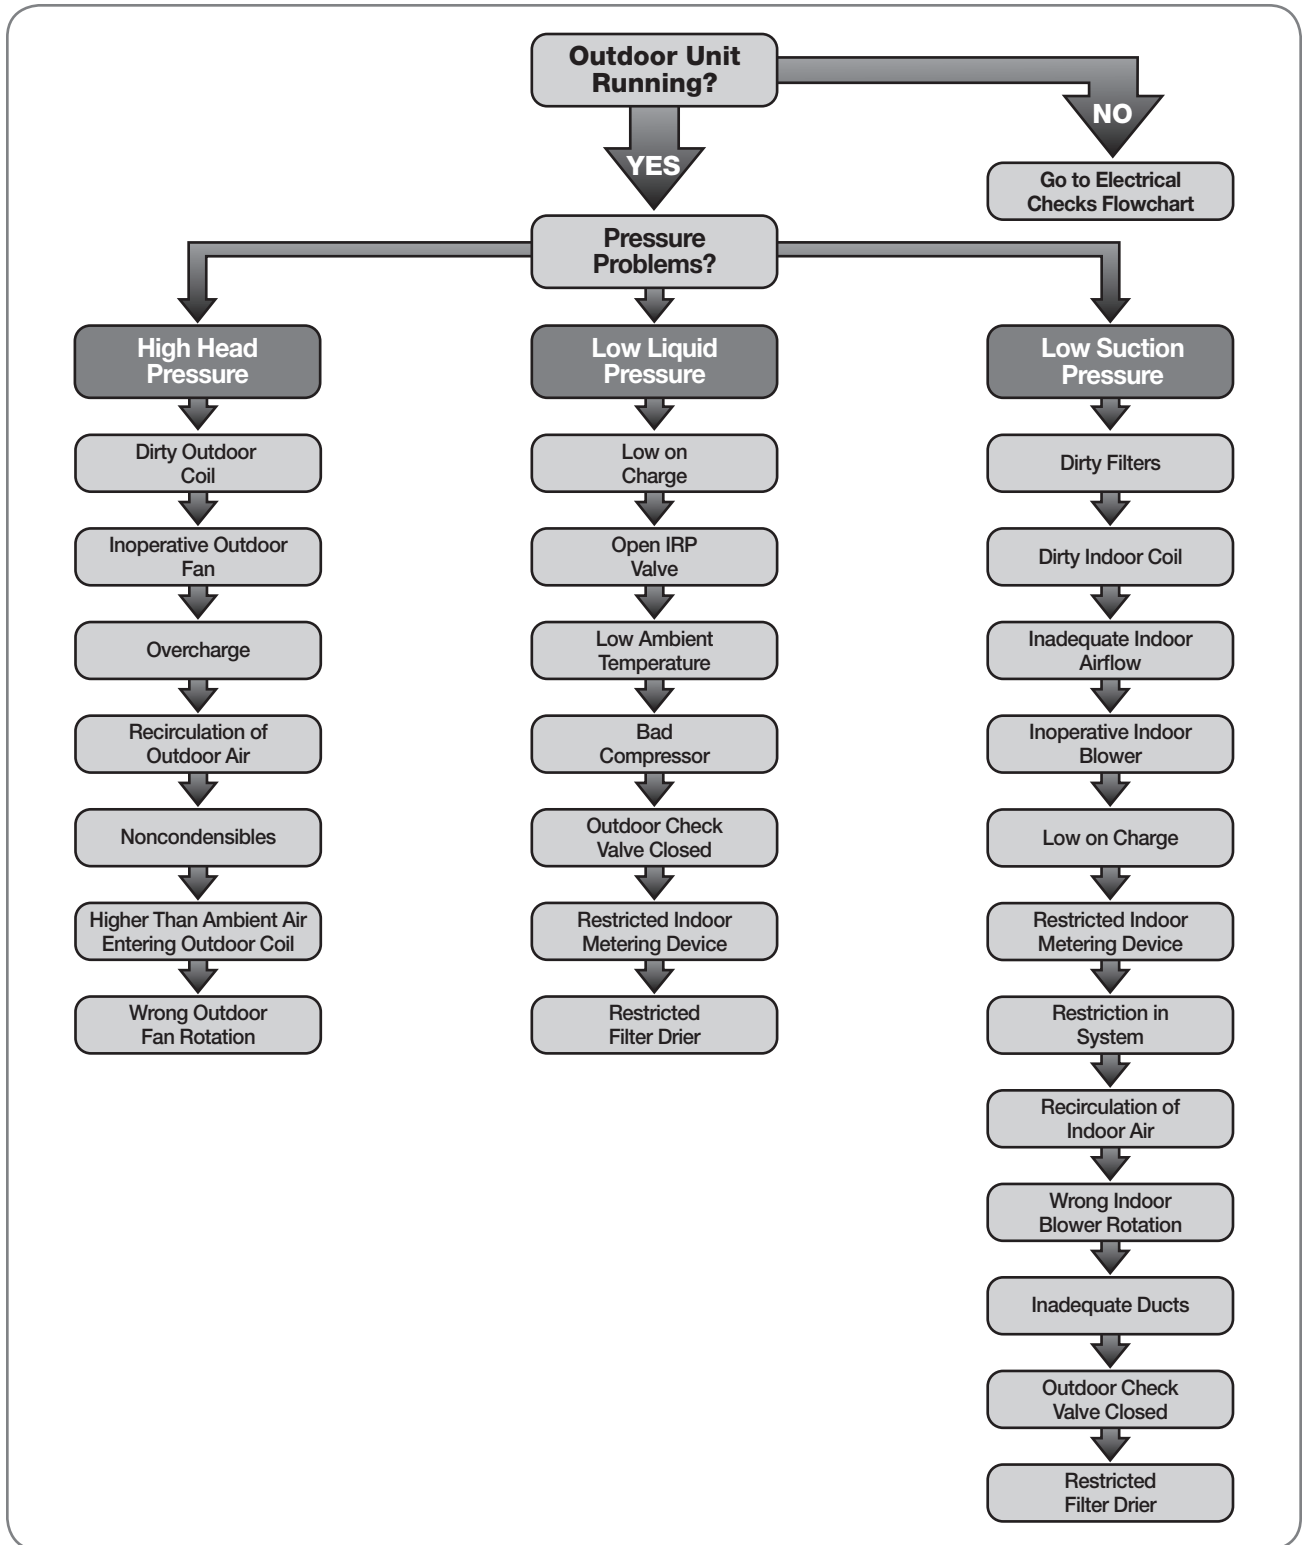 Outdoor Unit
Running?
NO
YES
Go to Electrical
Checks Flowchart
Pressure
Problems?
High Head
Pressure
Dirty Outdoor
Coil
Inoperative Outdoor
Fan
Overcharge
Recirculation of
Outdoor Air
Noncondensibles
Higher Than Ambient Air
Entering Outdoor Coil
Wrong Outdoor
Fan Rotation
Low Liquid
Pressure
Low on
Charge
Open IRP
Valve
Low Ambient
Temperature
Bad
Compressor
Outdoor Check
Valve Closed
Restricted Indoor
Metering Device
Restricted
Filter Drier
Low Suction
Pressure
Dirty Filters
Dirty Indoor Coil
Inadequate Indoor
Airflow
Inoperative Indoor
Blower
Low on Charge
Restricted Indoor
Metering Device
Restriction in
System
Recirculation of
Indoor Air
Wrong Indoor
Blower Rotation
Inadequate Ducts
Outdoor Check
Valve Closed
Restricted
Filter Drier